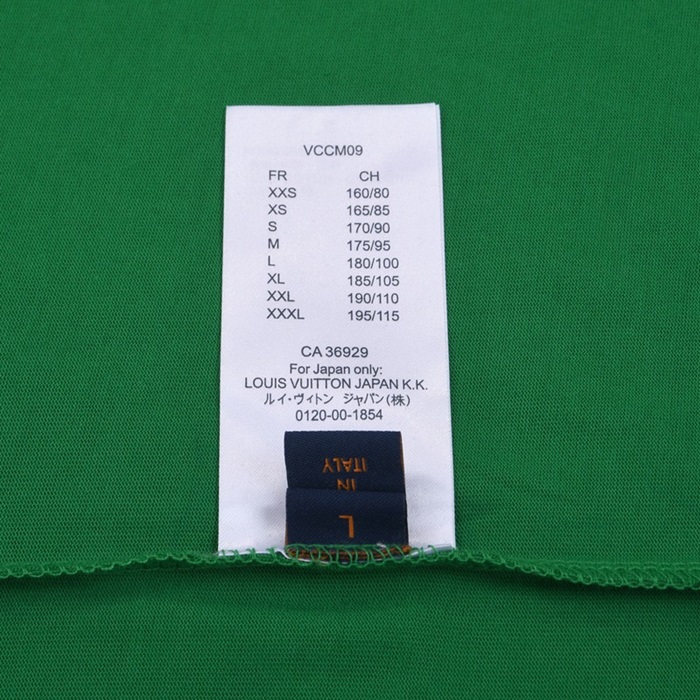 VCCM09
FR CH
XXS 160/80
XS 165/85
S 170/90
M 175/95
L 180/100
XL 185/105
XXL 190/110
XXXL 195/115
CA 36929
For Japan only:
LOUIS VUITTON JAPAN K.K.
ルイ・ヴィトン ジャパン(株)
0120-00-1854
ITALY
IN
L